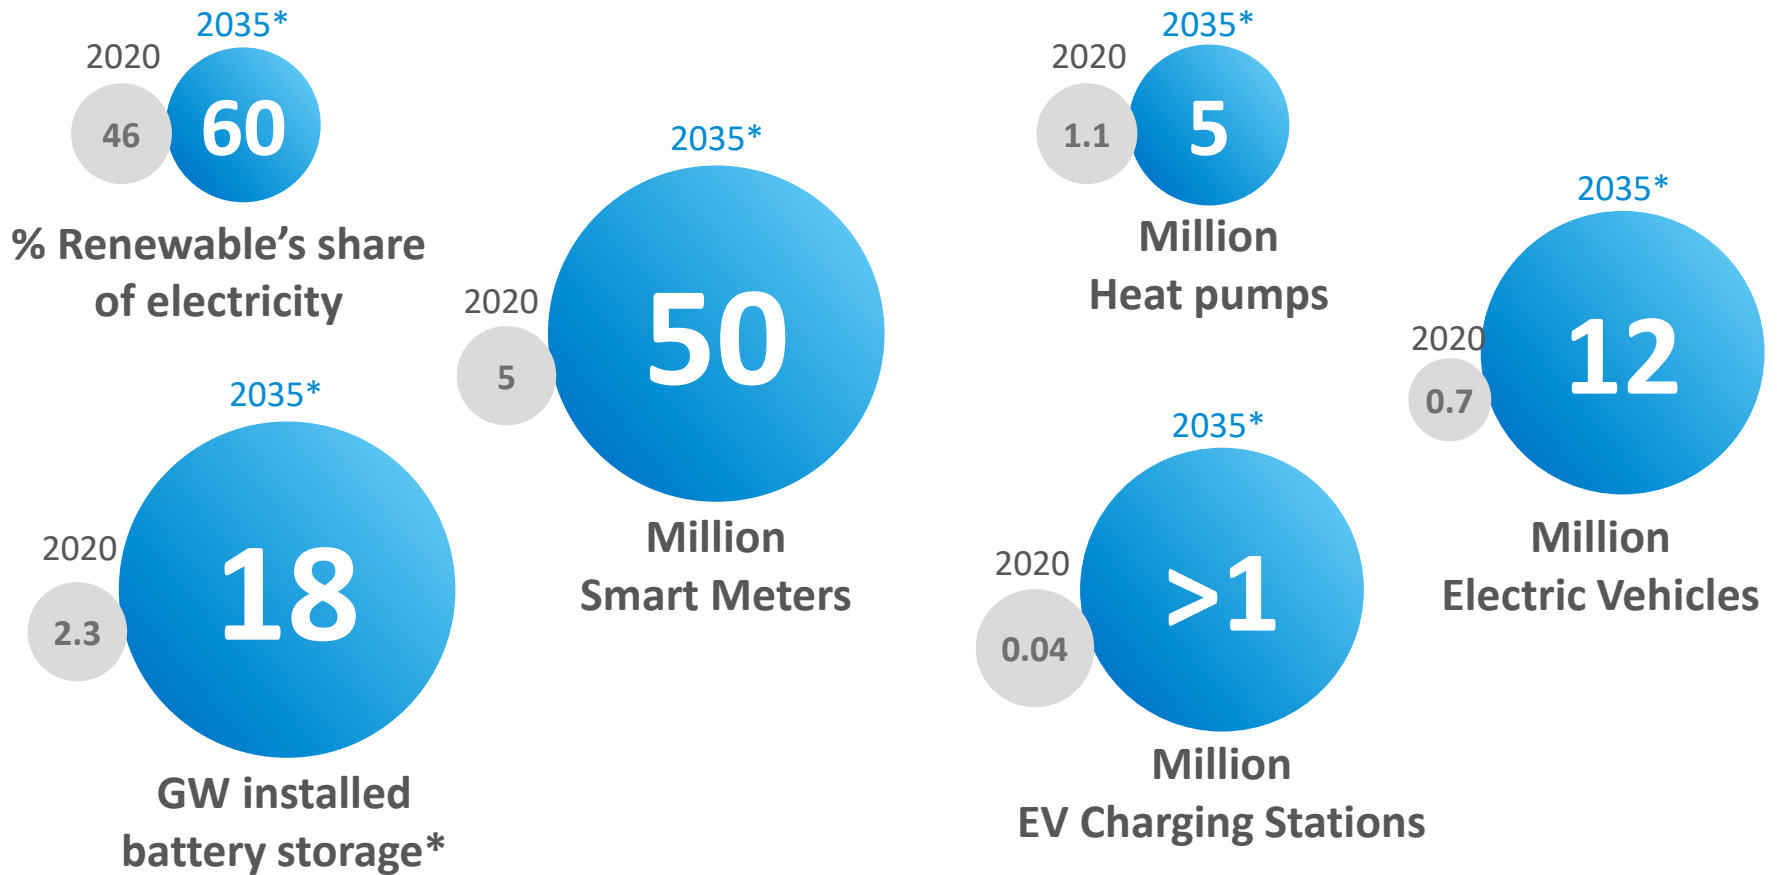 2035*
2020
46
60
% Renewable’s share
of electricity
2035*
2020
5
50
Million
Smart Meters
2035*
2020
2.3
18
GW installed
battery storage*
2035*
2020
1.1
5
Million
Heat pumps
2035*
2020
0.7
12
Million
Electric Vehicles
2035*
2020
0.04
>1
Million
EV Charging Stations